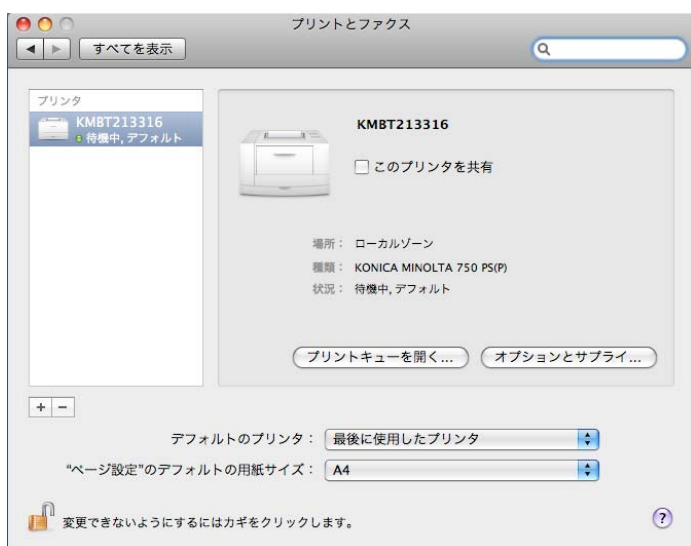 プリントとファクス
すべてを表示
プリンタ
KMBT213316
待機中, デフォルト
KMBT213316
このプリンタを共有
場所： ローカルゾーン
種類： KONICA MINOLTA 750 PS(P)
状況： 待機中, デフォルト
プリントキューを開く... オプションとサプライ...
+ −
デフォルトのプリンタ： 最後に使用したプリンタ
“ページ設定”のデフォルトの用紙サイズ： A4
変更できないようにするにはカギをクリックします。
?